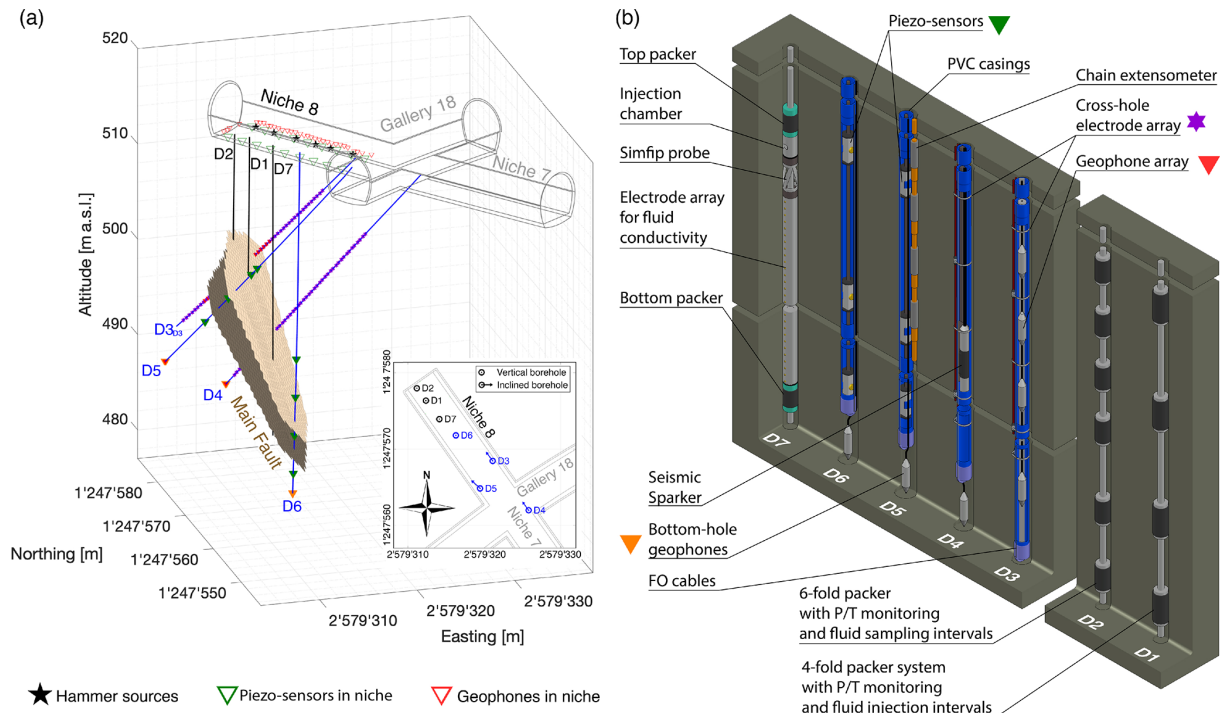 (a)
520
510
500
490
480
Altitude [m a.s.l.]
Niche 8
Gallery 18
Niche 7
D2
D1
D7
D3
D3
D5
D4
D6
Main Fault
1'247'580
1'247'570
1'247'560
1'247'550
Northing [m]
2'579'310
2'579'320
2'579'330
Easting [m]
Vertical borehole
Inclined borehole
1'247'580
1'247'570
1'247'560
D2
D1
D7
D6
D3
D5
D4
Niche 8
Gallery 18
Niche 7
N
2'579'310
2'579'320
2'579'330
Hammer sources
Piezo-sensors in niche
Geophones in niche
(b)
Piezo-sensors
Top packer
PVC casings
Injection
chamber
Simfip probe
Electrode array
for fluid
conductivity
Bottom packer
Chain extensometer
Cross-hole
electrode array
Geophone array
Seismic
Sparker
Bottom-hole
geophones
FO cables
6-fold packer
with P/T monitoring
and fluid sampling intervals
4-fold packer system
with P/T monitoring
and fluid injection intervals
D7
D6
D5
D4
D3
D2
D1